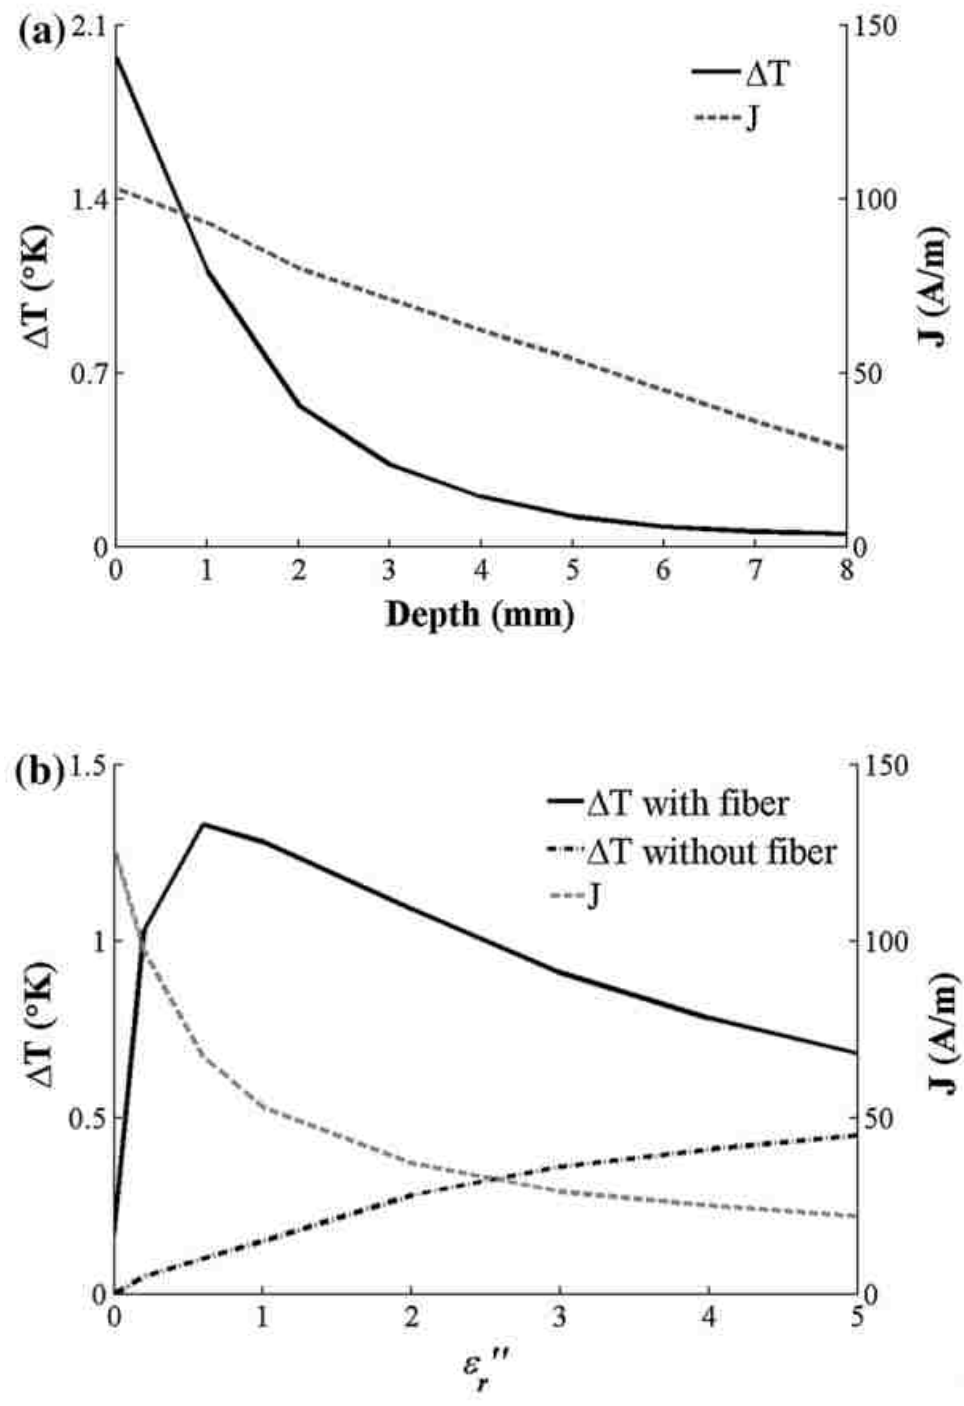 (a)
2.1
150
ΔT
J
1.4
100
ΔT (°K)
J (A/m)
0.7
50
0
0
0 1 2 3 4 5 6 7 8
Depth (mm)
(b)
1.5
150
ΔT with fiber
ΔT without fiber
J
1
100
ΔT (°K)
J (A/m)
0.5
50
0
0
0 1 2 3 4 5
εr″